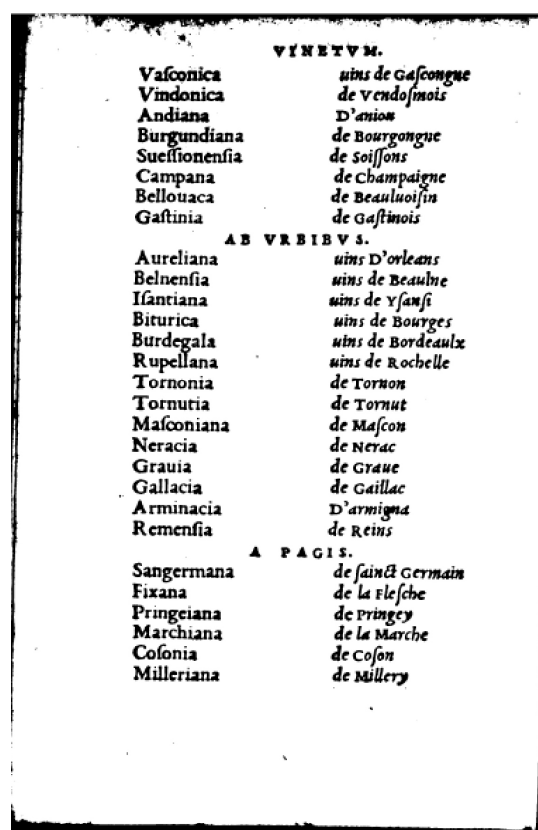 VINETVM.
Vaſconica uins de Gaſcongne
Vindonica de Vendoſmois
Andiana D'aniou
Burgundiana de Bourgongne
Sueſſionenſia de Soiſſons
Campana de Champaigne
Bellouaca de Beauluoiſin
Gaſtinia de Gaſtinois
AB VRBIBVS.
Aureliana uins D'orleans
Belnenſia uins de Beaulne
Iſantiana uins de Yſanſi
Biturica uins de Bourges
Burdegala uins de Bordeaulx
Rupellana uins de Rochelle
Tornonia de Tornon
Tornutia de Tornut
Maſconiana de Maſcon
Neracia de Nerac
Grauia de Graue
Gallacia de Gaillac
Arminacia D'armigna
Remenſia de Reins
A PAGIS.
Sangermana de ſainct Germain
Fixana de la Fleſche
Pringeiana de Pringey
Marchiana de la Marche
Coſonia de Coſon
Milleriana de Millery